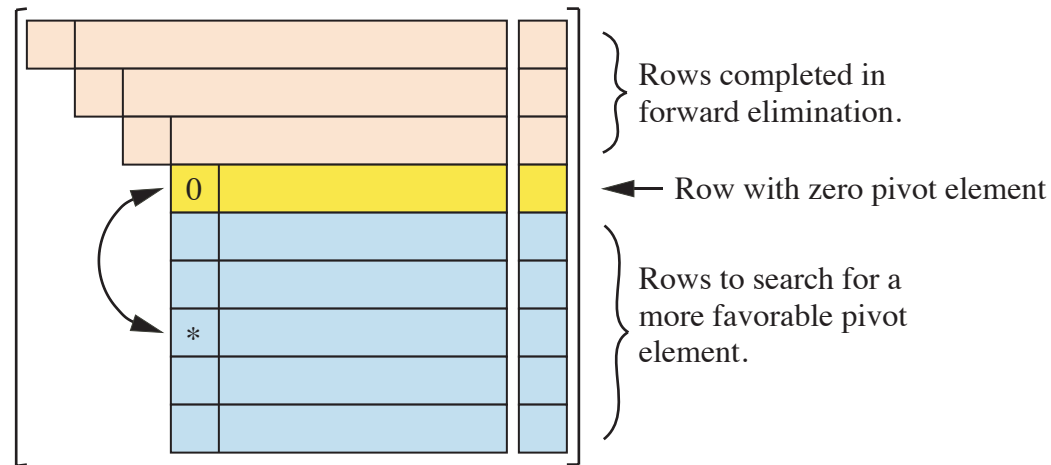 Rows completed in
forward elimination.
0
Row with zero pivot element
Rows to search for a
more favorable pivot
element.
*